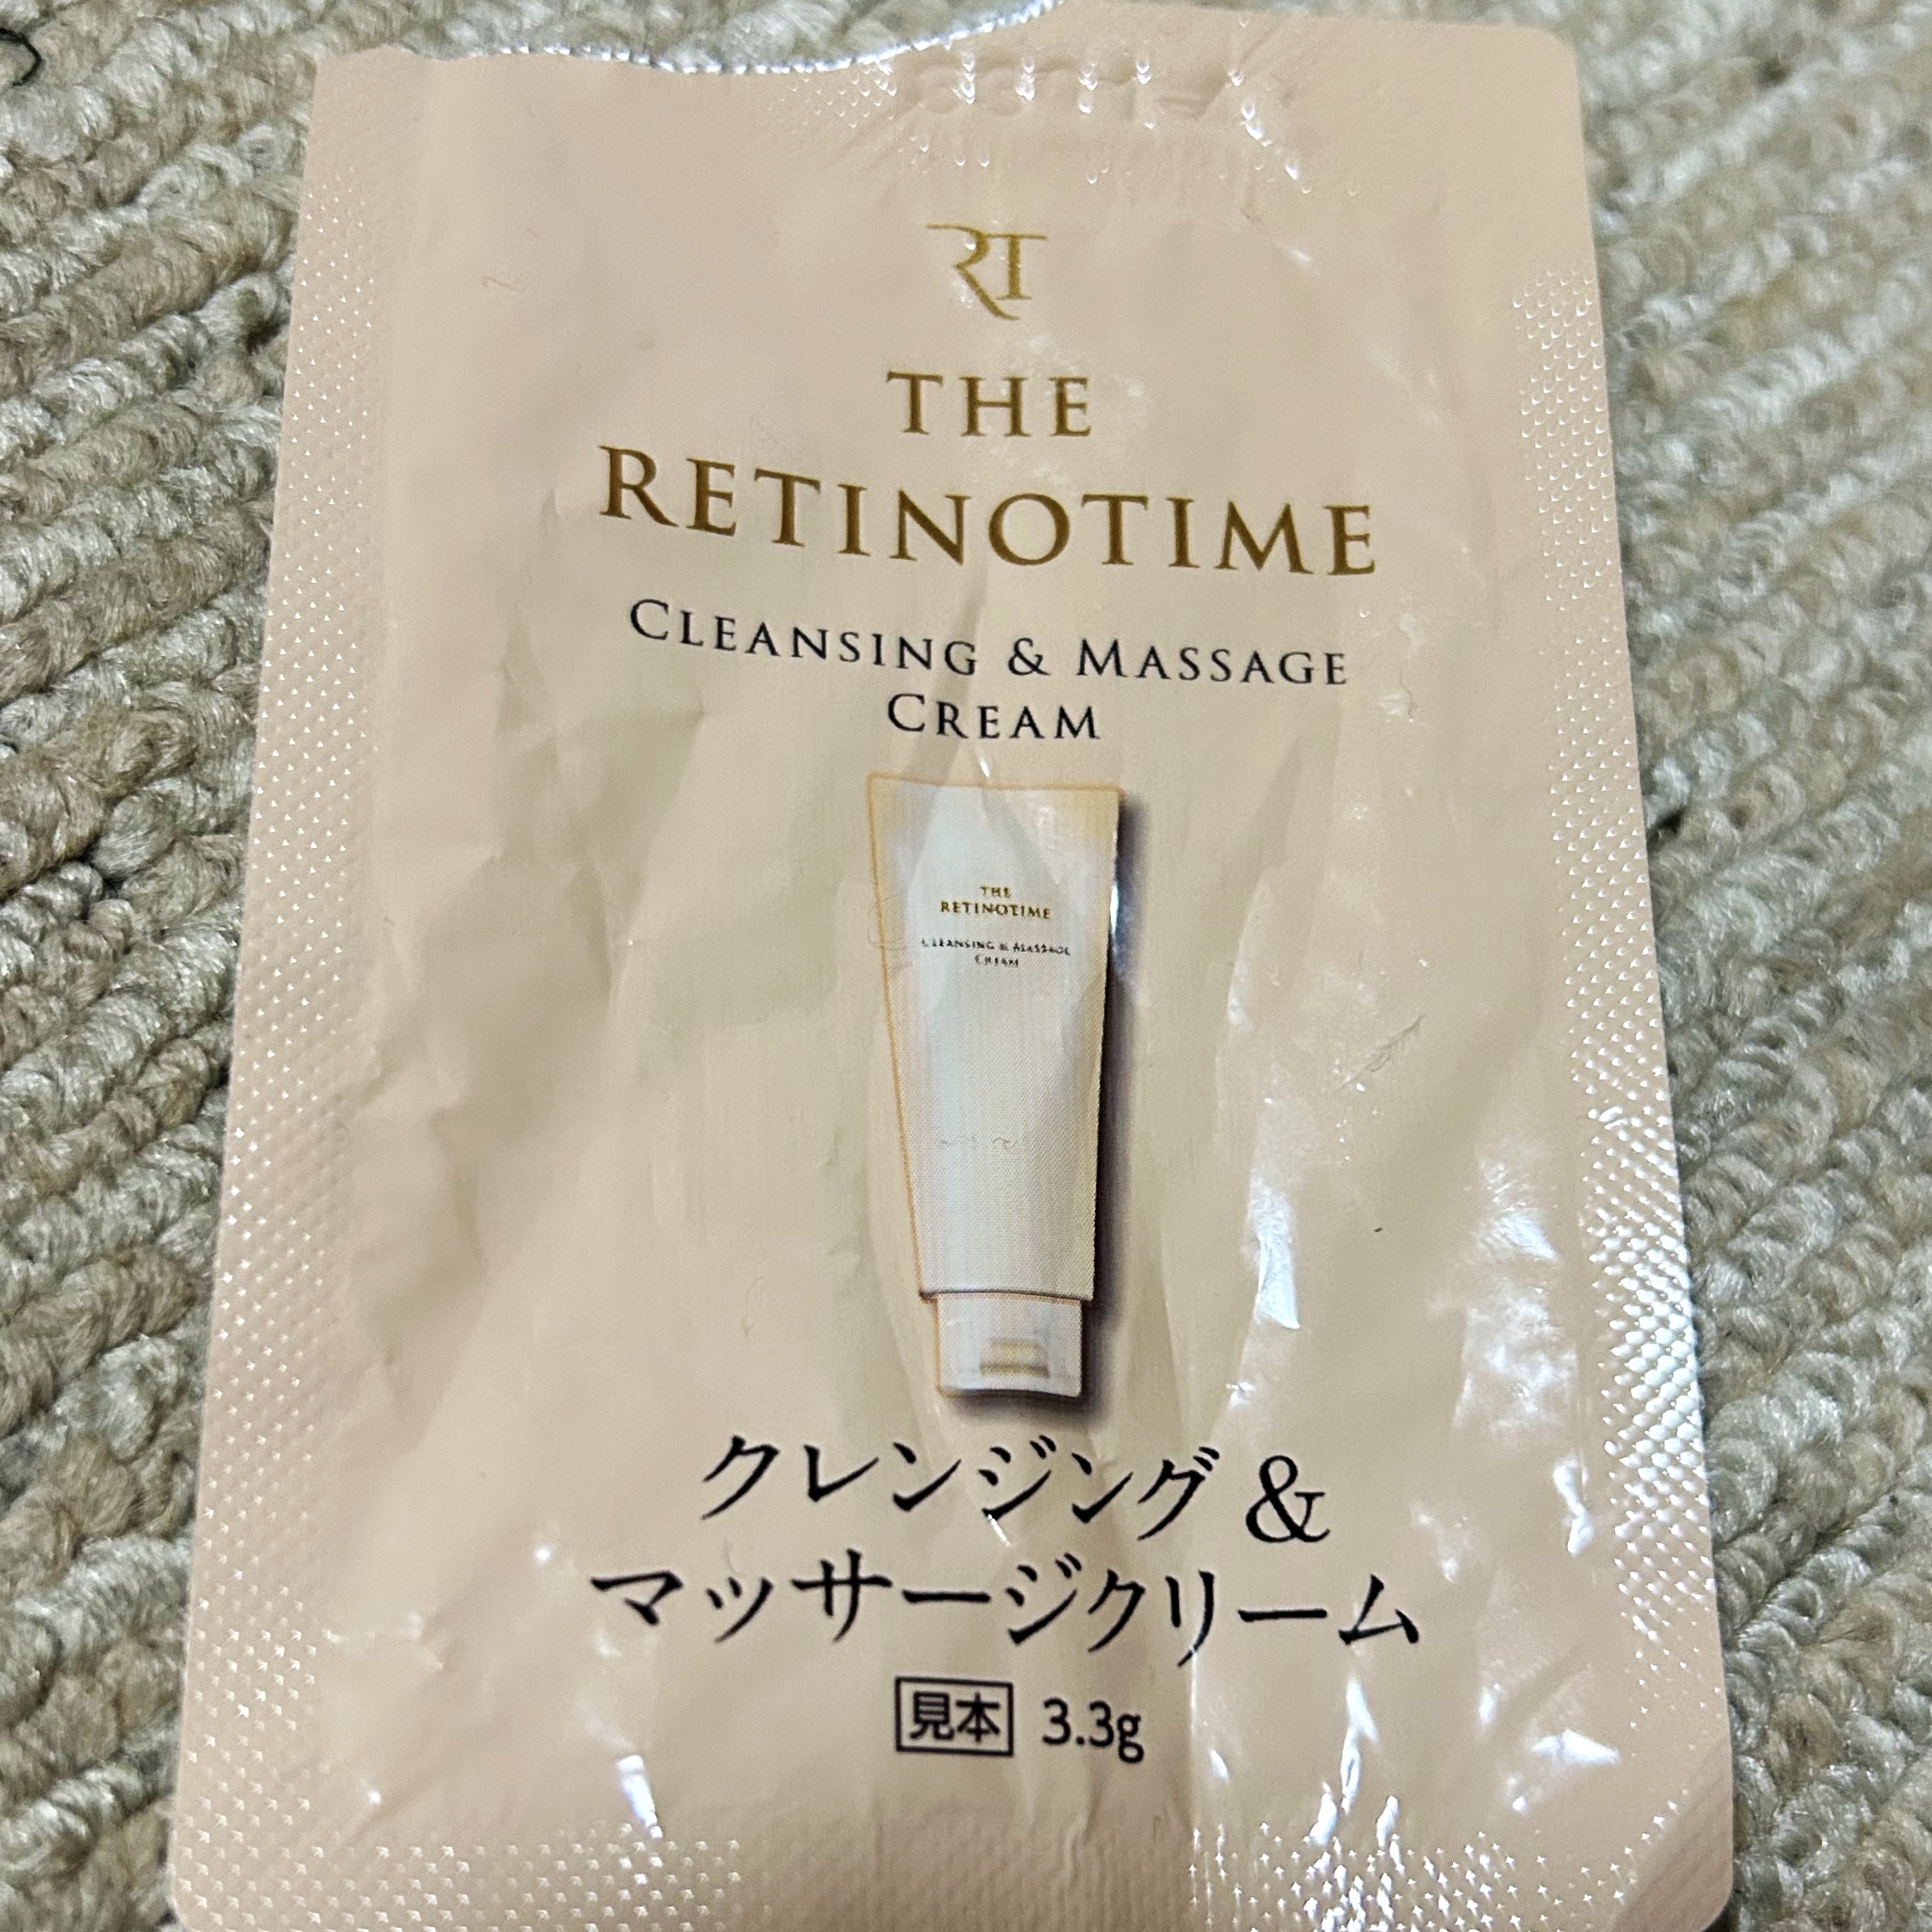 RT
THE
RETINOTIME
CLEANSING & MASSAGE
CREAM
THE
RETINOTIME
CLEANSING & MASSAGE
CREAM
クレンジング &
マッサージクリーム
見本 3.3g